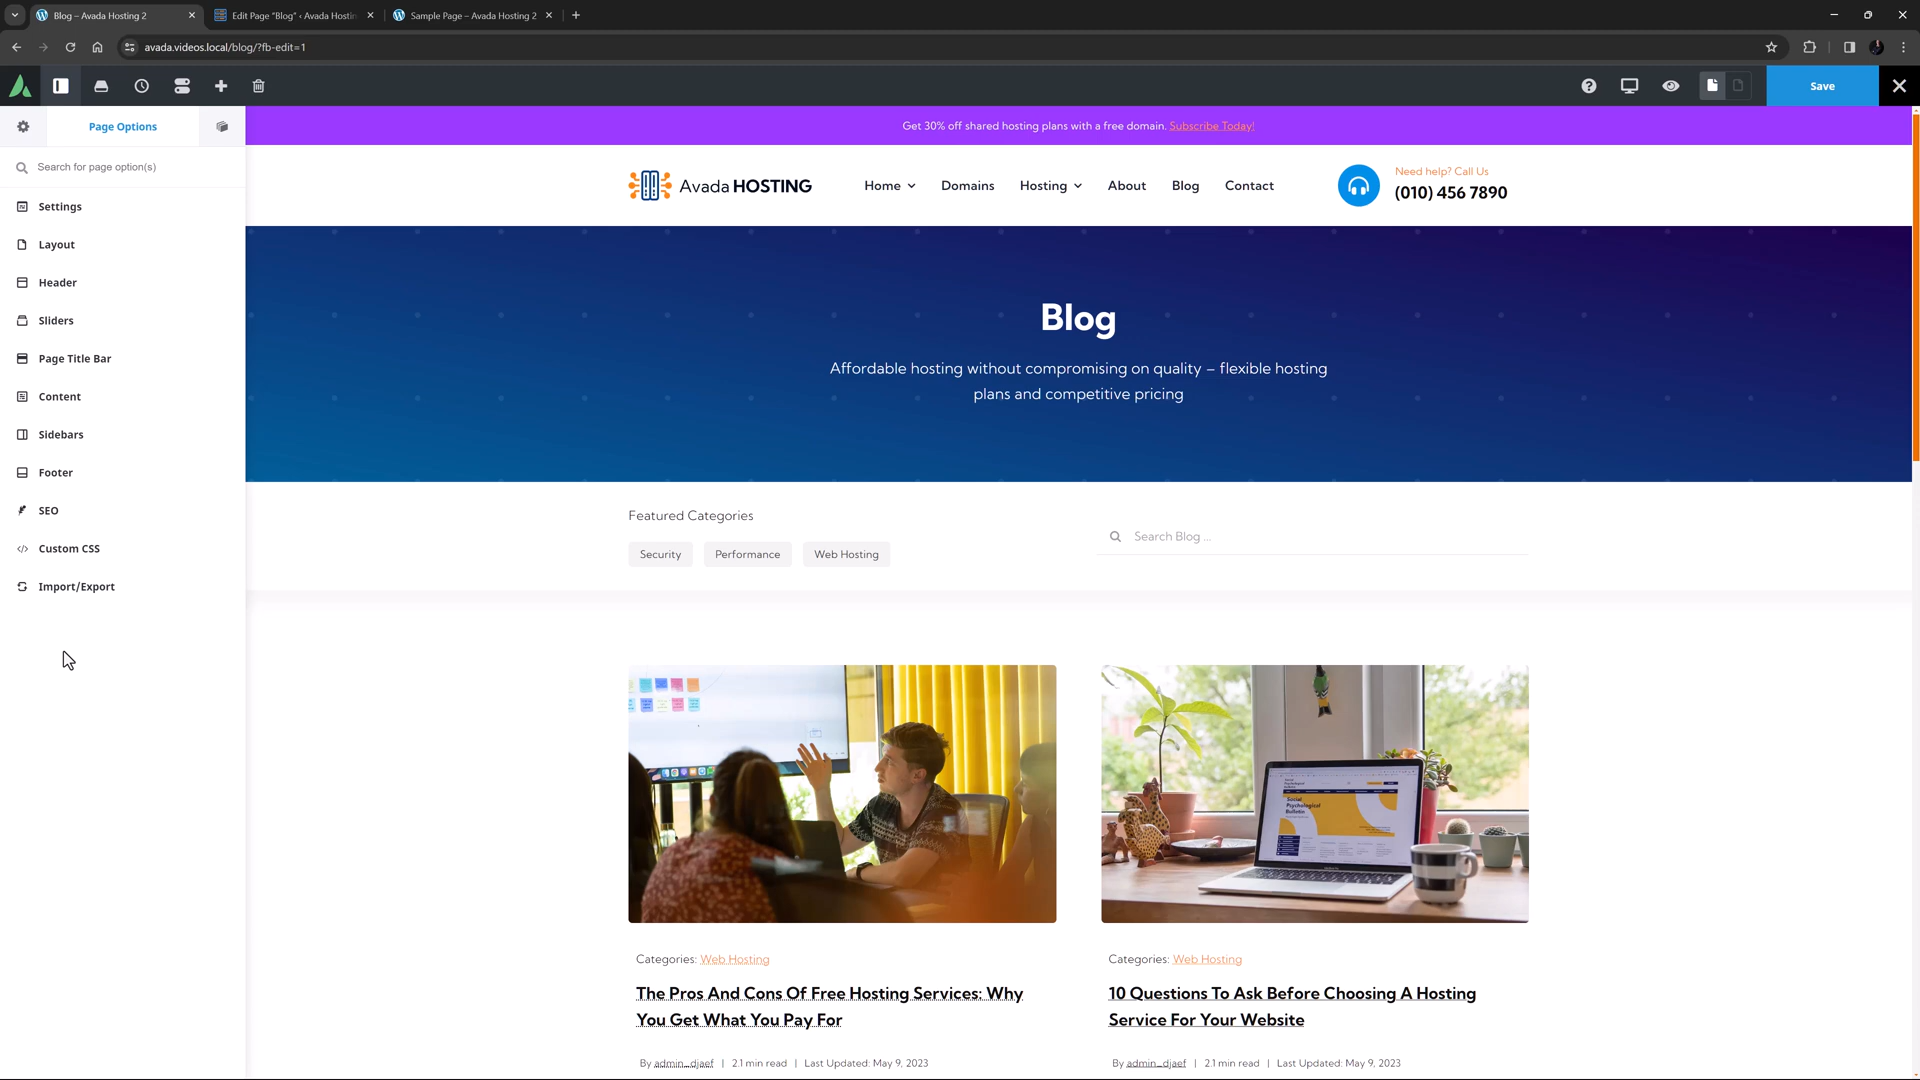 Blog – Avada Hosting 2
Edit Page "Blog" ‹ Avada Hostin
Sample Page – Avada Hosting 2
avada.videos.local/blog/?fb-edit=1
Save
Page Options
Search for page option(s)
Settings
Layout
Header
Sliders
Page Title Bar
Content
Sidebars
Footer
SEO
Custom CSS
Import/Export
Get 30% off shared hosting plans with a free domain. Subscribe Today!
Avada HOSTING
Home
Domains
Hosting
About
Blog
Contact
Need help? Call Us
(010) 456 7890
Blog
Affordable hosting without compromising on quality – flexible hosting
plans and competitive pricing
Featured Categories
Security
Performance
Web Hosting
Search Blog ...
Social
Psychological
Bulletin
Categories: Web Hosting
The Pros And Cons Of Free Hosting Services: Why
You Get What You Pay For
By admin_djaef | 2.1 min read | Last Updated: May 9, 2023
Categories: Web Hosting
10 Questions To Ask Before Choosing A Hosting
Service For Your Website
By admin_djaef | 2.1 min read | Last Updated: May 9, 2023